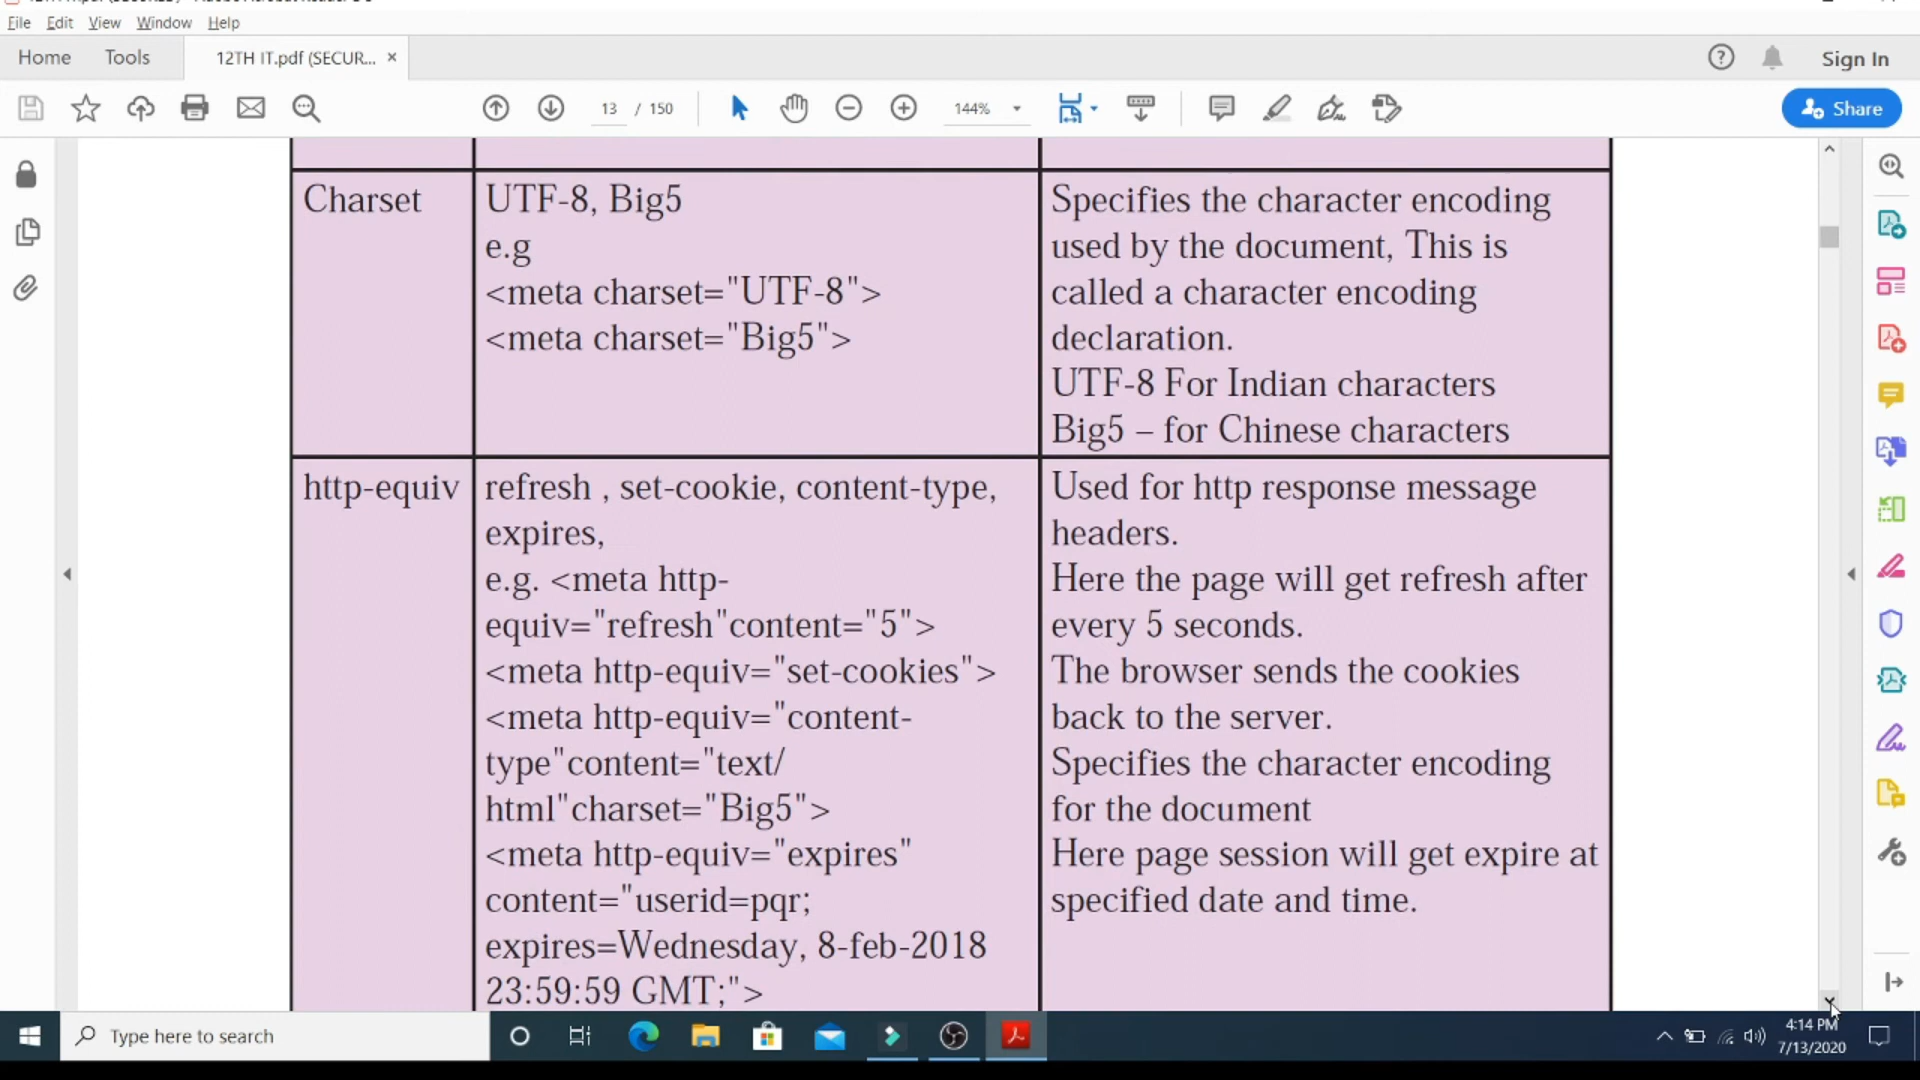 File Edit View Window Help
Home Tools 12TH IT.pdf (SECUR... × Sign In
13 / 150 144% Share
Charset
UTF-8, Big5
e.g
<meta charset="UTF-8">
<meta charset="Big5">
Specifies the character encoding
used by the document, This is
called a character encoding
declaration.
UTF-8 For Indian characters
Big5 – for Chinese characters
http-equiv
refresh , set-cookie, content-type,
expires,
e.g. <meta http-
equiv="refresh"content="5">
<meta http-equiv="set-cookies">
<meta http-equiv="content-
type"content="text/
html"charset="Big5">
<meta http-equiv="expires"
content="userid=pqr;
expires=Wednesday, 8-feb-2018
23:59:59 GMT;">
Used for http response message
headers.
Here the page will get refresh after
every 5 seconds.
The browser sends the cookies
back to the server.
Specifies the character encoding
for the document
Here page session will get expire at
specified date and time.
Type here to search
4:14 PM
7/13/2020